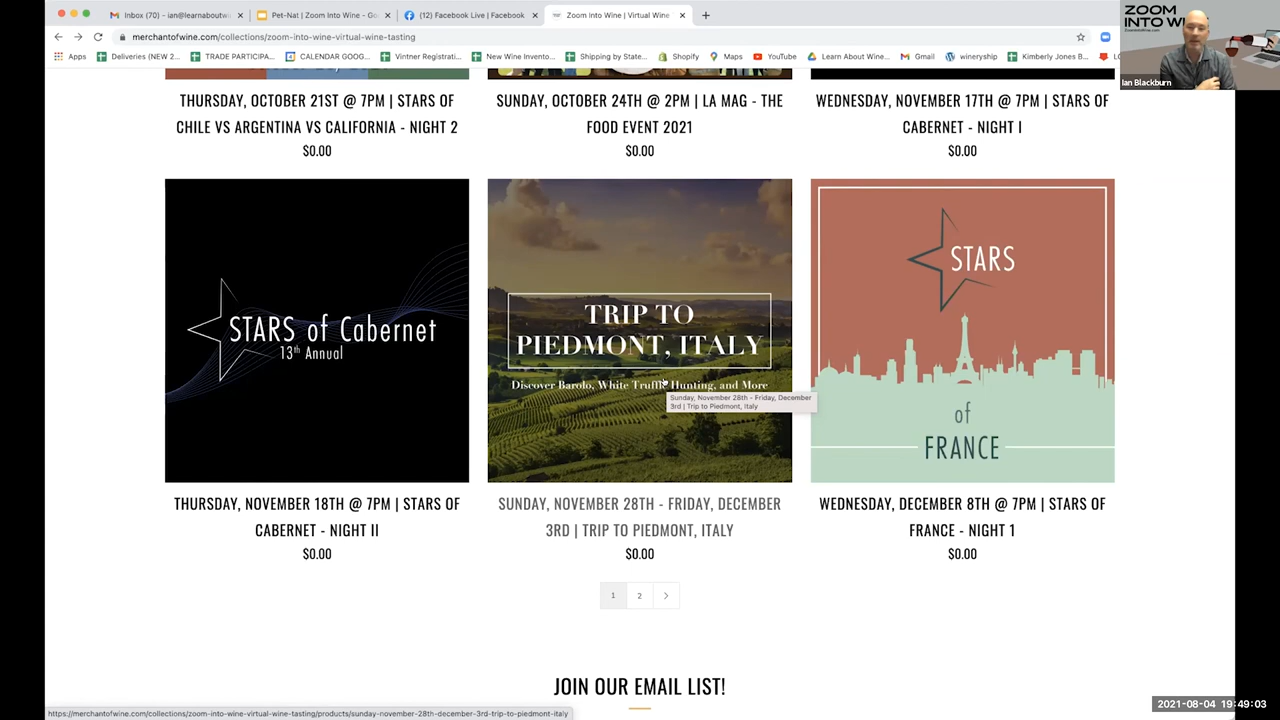 Inbox (70) - ian@learnaboutwi
Pet-Nat | Zoom Into Wine - Go
(12) Facebook Live | Facebook
Zoom Into Wine | Virtual Wine
merchantofwine.com/collections/zoom-into-wine-virtual-wine-tasting
Apps
Deliveries (NEW 2...
TRADE PARTICIPA...
CALENDAR GOOG...
Vintner Registrati...
New Wine Invento...
Shipping by State...
Shopify
Maps
YouTube
Learn About Wine...
Gmail
wineryship
Kimberly Jones B...
LO
ZOOM
INTO WI
ZoomIntoWine.com
Ian Blackburn
THURSDAY, OCTOBER 21ST @ 7PM | STARS OF
CHILE VS ARGENTINA VS CALIFORNIA - NIGHT 2
$0.00
SUNDAY, OCTOBER 24TH @ 2PM | LA MAG - THE
FOOD EVENT 2021
$0.00
WEDNESDAY, NOVEMBER 17TH @ 7PM | STARS OF
CABERNET - NIGHT I
$0.00
STARS of Cabernet
13th Annual
TRIP TO
PIEDMONT, ITALY
Discover Barolo, White Truffle Hunting, and More
Sunday, November 28th - Friday, December
3rd | Trip to Piedmont, Italy
STARS
of
FRANCE
THURSDAY, NOVEMBER 18TH @ 7PM | STARS OF
CABERNET - NIGHT II
$0.00
SUNDAY, NOVEMBER 28TH - FRIDAY, DECEMBER
3RD | TRIP TO PIEDMONT, ITALY
$0.00
WEDNESDAY, DECEMBER 8TH @ 7PM | STARS OF
FRANCE - NIGHT 1
$0.00
1
2
JOIN OUR EMAIL LIST!
https://merchantofwine.com/collections/zoom-into-wine-virtual-wine-tasting/products/sunday-november-28th-december-3rd-trip-to-piedmont-italy
2021-08-04 19:49:03